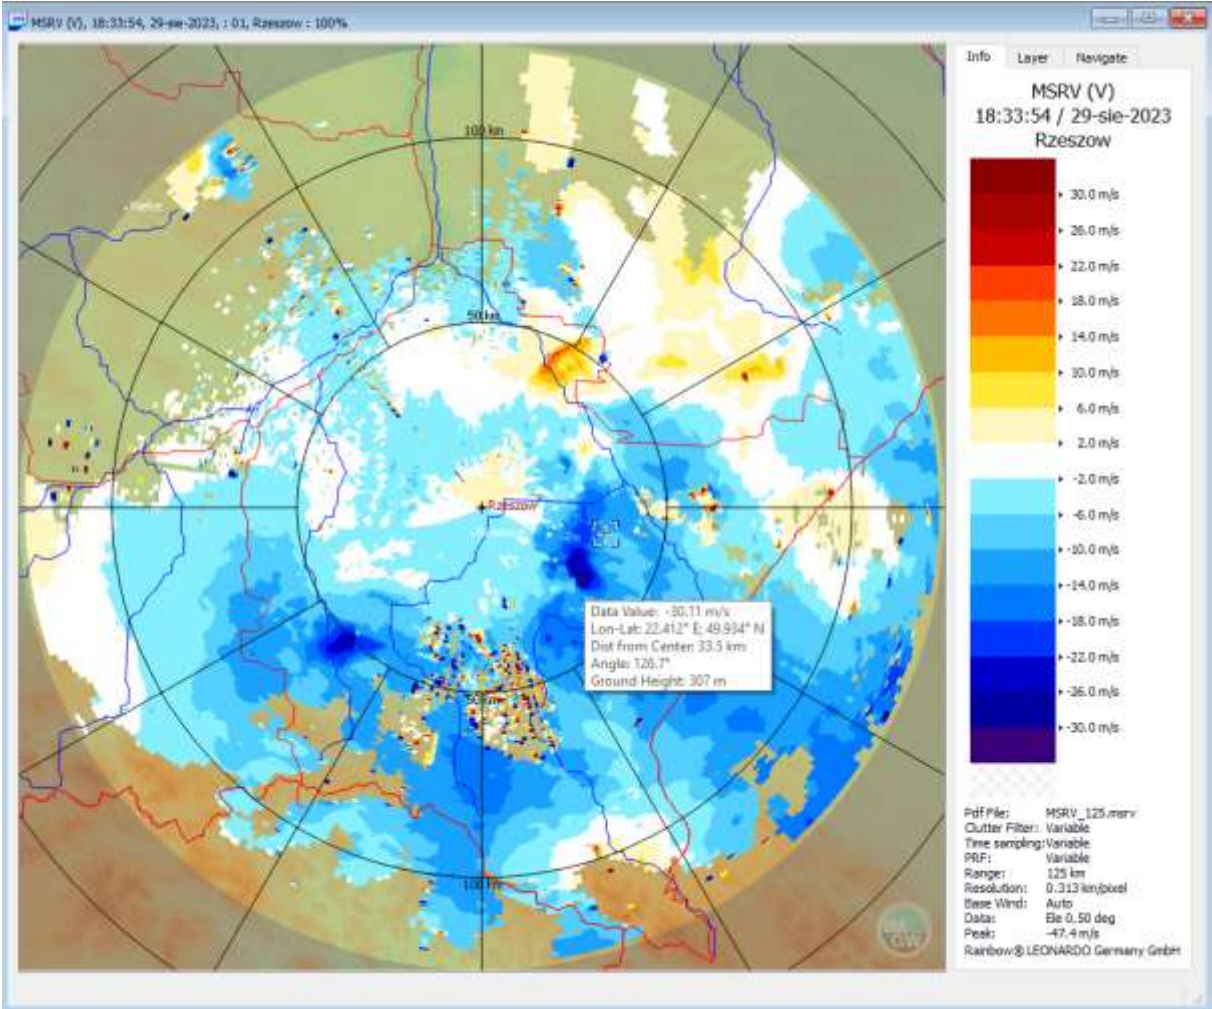 MSRV (V), 18:33:54, 29-sie-2023, : 01, Rzeszow : 100%
Info Layer Navigate
MSRV (V)
18:33:54 / 29-sie-2023
Rzeszow
30.0 m/s
26.0 m/s
22.0 m/s
18.0 m/s
14.0 m/s
10.0 m/s
6.0 m/s
2.0 m/s
-2.0 m/s
-6.0 m/s
-10.0 m/s
-14.0 m/s
-18.0 m/s
-22.0 m/s
-26.0 m/s
-30.0 m/s
100 km
50 km
Rzeszow
Data Value: -30.11 m/s
Lon-Lat: 22.412° E; 49.934° N
Dist from Center: 33.5 km
Angle: 126.7°
Ground Height: 307 m
50 km
100 km
Pdf File: MSRV_125.msrv
Clutter Filter: Variable
Time sampling: Variable
PRF: Variable
Range: 125 km
Resolution: 0.313 km/pixel
Base Wind: Auto
Data: Ele 0.50 deg
Peak: -47.4 m/s
Rainbow® LEONARDO Germany GmbH